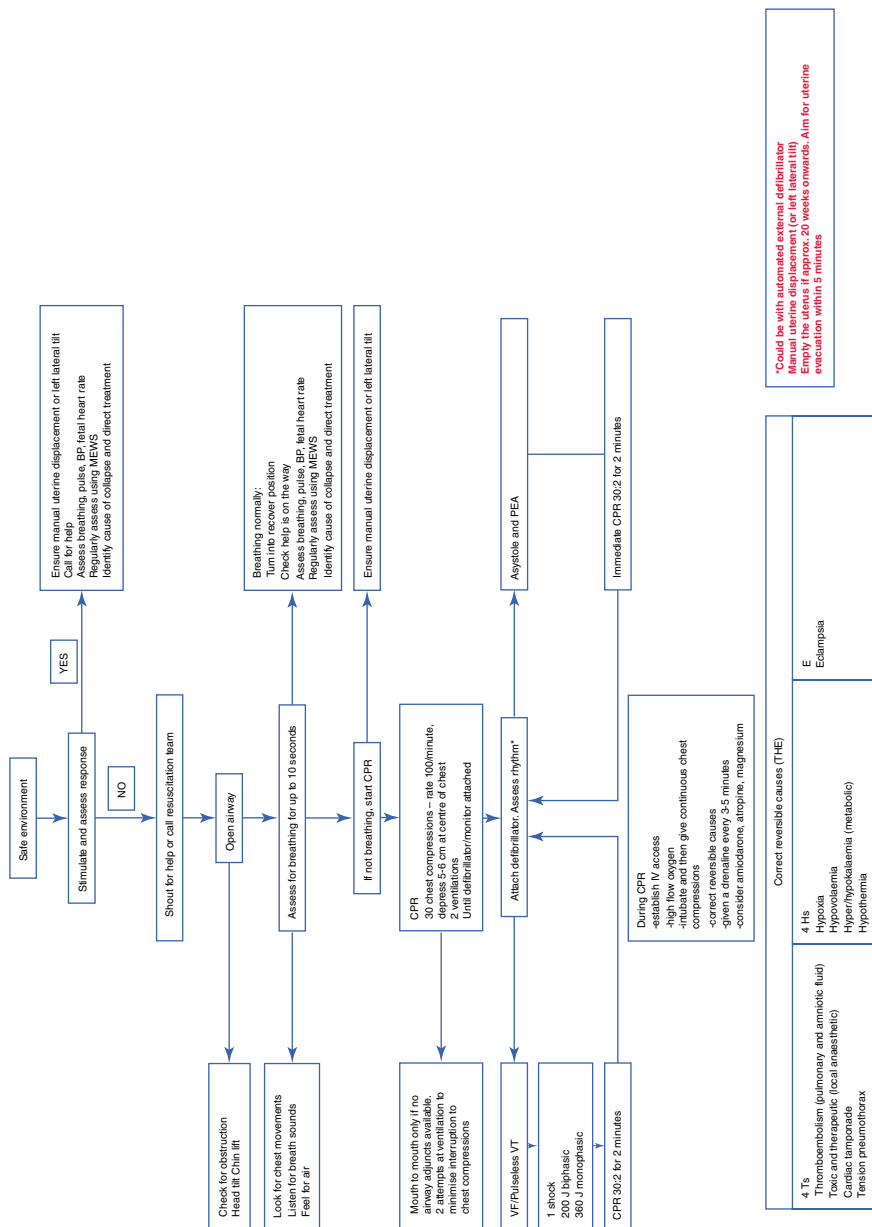 Safe environment
Stimulate and assess response
YES
Ensure manual uterine displacement or left lateral tilt
Call for help
Assess breathing, pulse, BP, fetal heart rate
Regularly assess using MEWS
Identify cause of collapse and direct treatment
NO
Shout for help or call resuscitation team
Open airway
Check for obstruction
Head tilt Chin lift
Assess for breathing for up to 10 seconds
Look for chest movements
Listen for breath sounds
Feel for air
Breathing normally:
Turn into recover position
Check help is on the way
Assess breathing, pulse, BP, fetal heart rate
Regularly assess using MEWS
Identify cause of collapse and direct treatment
If not breathing, start CPR
Ensure manual uterine displacement or left lateral tilt
CPR
30 chest compressions – rate 100/minute,
depress 5-6 cm at centre of chest
2 ventilations
Until defibrillator/monitor attached
Mouth to mouth only if no
airway adjuncts available.
2 attempts at ventilation to
minimise interruption to
chest compressions
Attach defibrillator. Assess rhythm*
VF/Pulseless VT
Asystole and PEA
1 shock
200 J biphasic
360 J monophasic
CPR 30:2 for 2 minutes
Immediate CPR 30:2 for 2 minutes
During CPR
-establish IV access
-high flow oxygen
-intubate and then give continuous chest
compressions
-correct reversible causes
-given a drenaline every 3-5 minutes
-consider amiodarone, atropine, magnesium
Correct reversible causes (THE)
4 Ts
Thromboembolism (pulmonary and amniotic fluid)
Toxic and therapeutic (local anaesthetic)
Cardiac tamponade
Tension pneumothorax
4 Hs
Hypoxia
Hypovolaemia
Hyper/hypokalaemia (metabolic)
Hypothermia
E
Eclampsia
*Could be with automated external defibrillator
Manual uterine displacement (or left lateral tilt)
Empty the uterus if approx. 20 weeks onwards. Aim for uterine
evacuation within 5 minutes